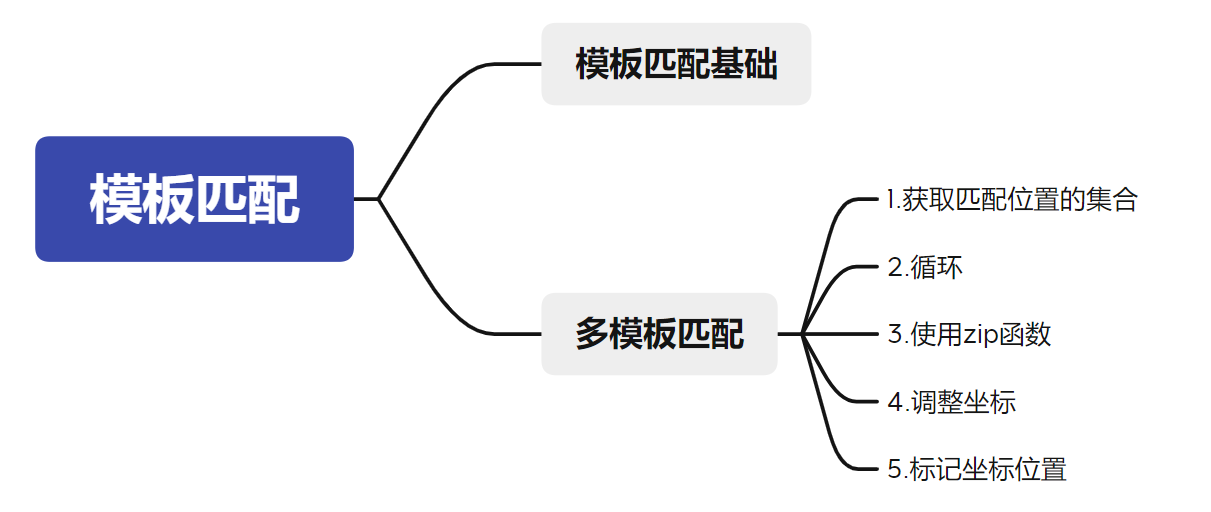 模板匹配
模板匹配基础
多模板匹配
1.获取匹配位置的集合
2.循环
3.使用zip函数
4.调整坐标
5.标记坐标位置